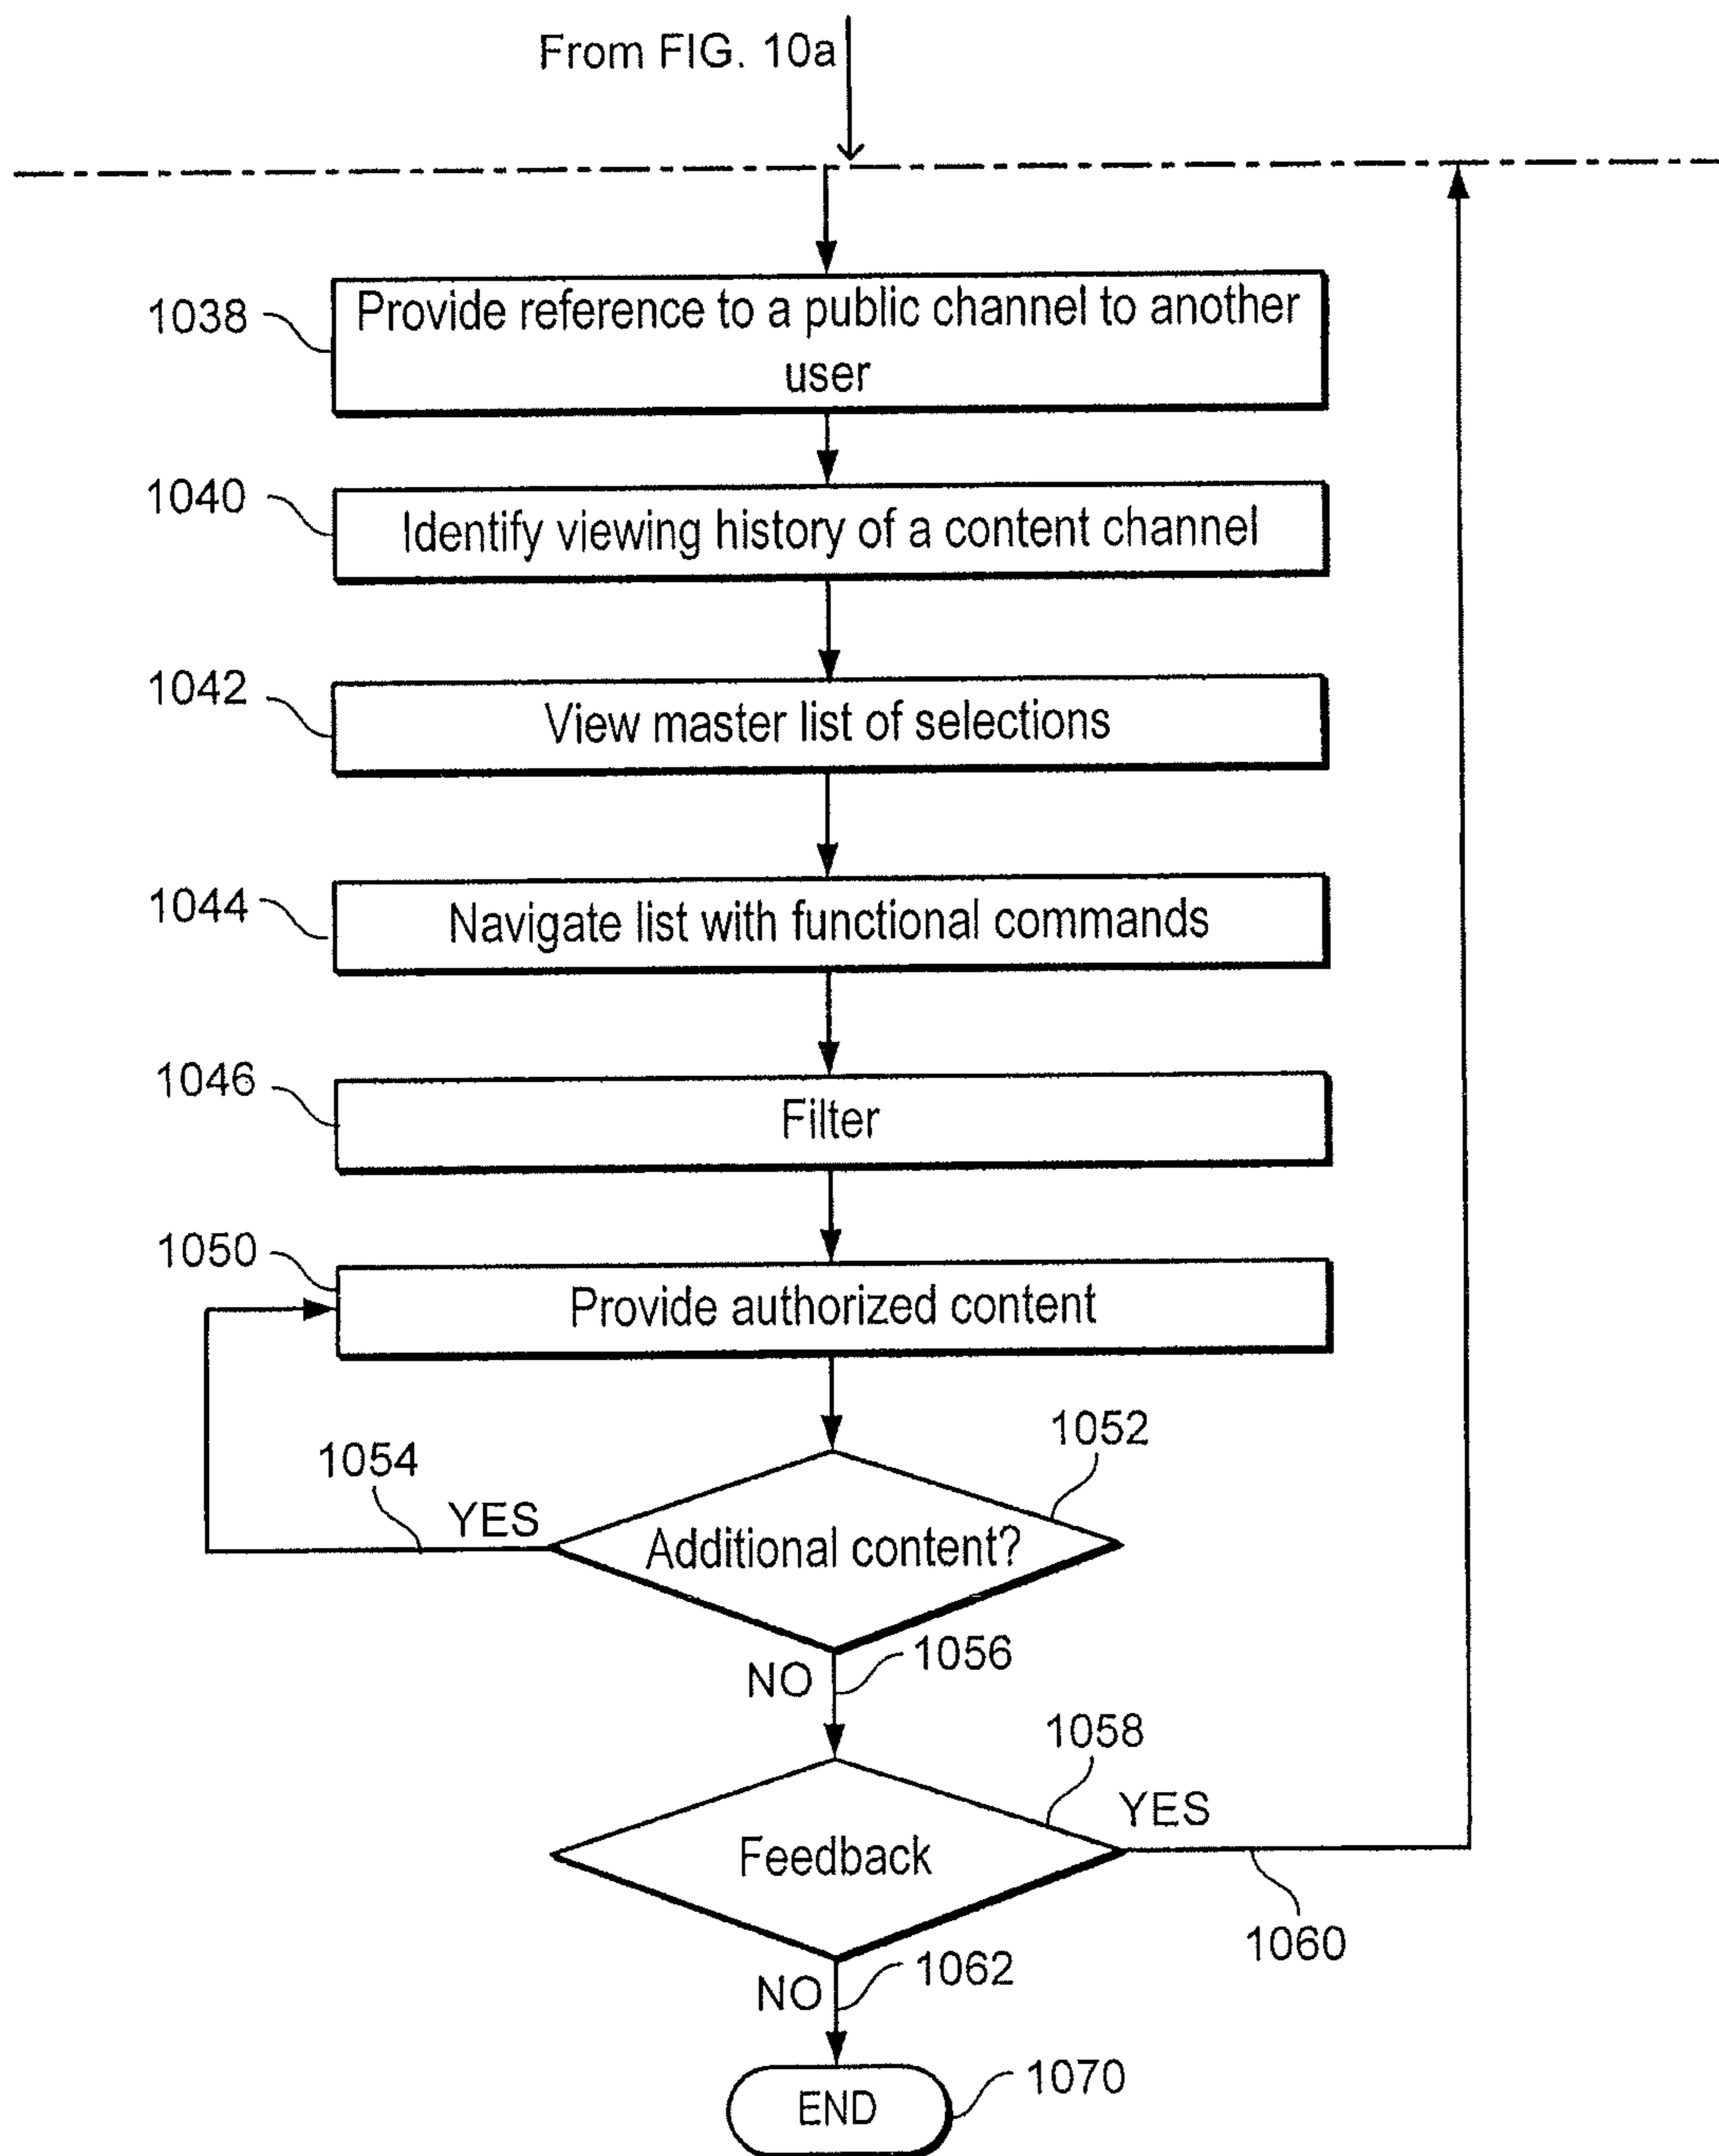 From FIG. 10a
1038
Provide reference to a public channel to another
user
1040
Identify viewing history of a content channel
1042
View master list of selections
1044
Navigate list with functional commands
1046
Filter
1050
Provide authorized content
1052
1054
YES
Additional content?
1056
NO
1058
YES
Feedback
1060
1062
NO
1070
END